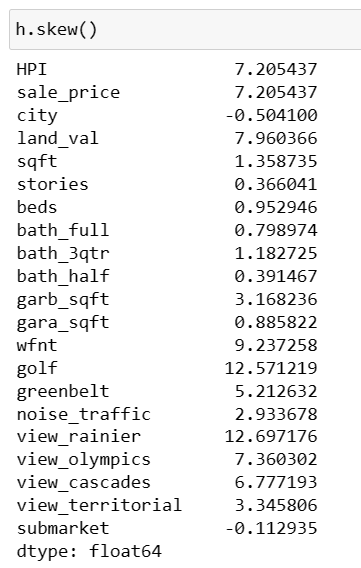 h.skew()
HPI 7.205437
sale_price 7.205437
city -0.504100
land_val 7.960366
sqft 1.358735
stories 0.366041
beds 0.952946
bath_full 0.798974
bath_3qtr 1.182725
bath_half 0.391467
garb_sqft 3.168236
gara_sqft 0.885822
wfnt 9.237258
golf 12.571219
greenbelt 5.212632
noise_traffic 2.933678
view_rainier 12.697176
view_olympics 7.360302
view_cascades 6.777193
view_territorial 3.345806
submarket -0.112935
dtype: float64